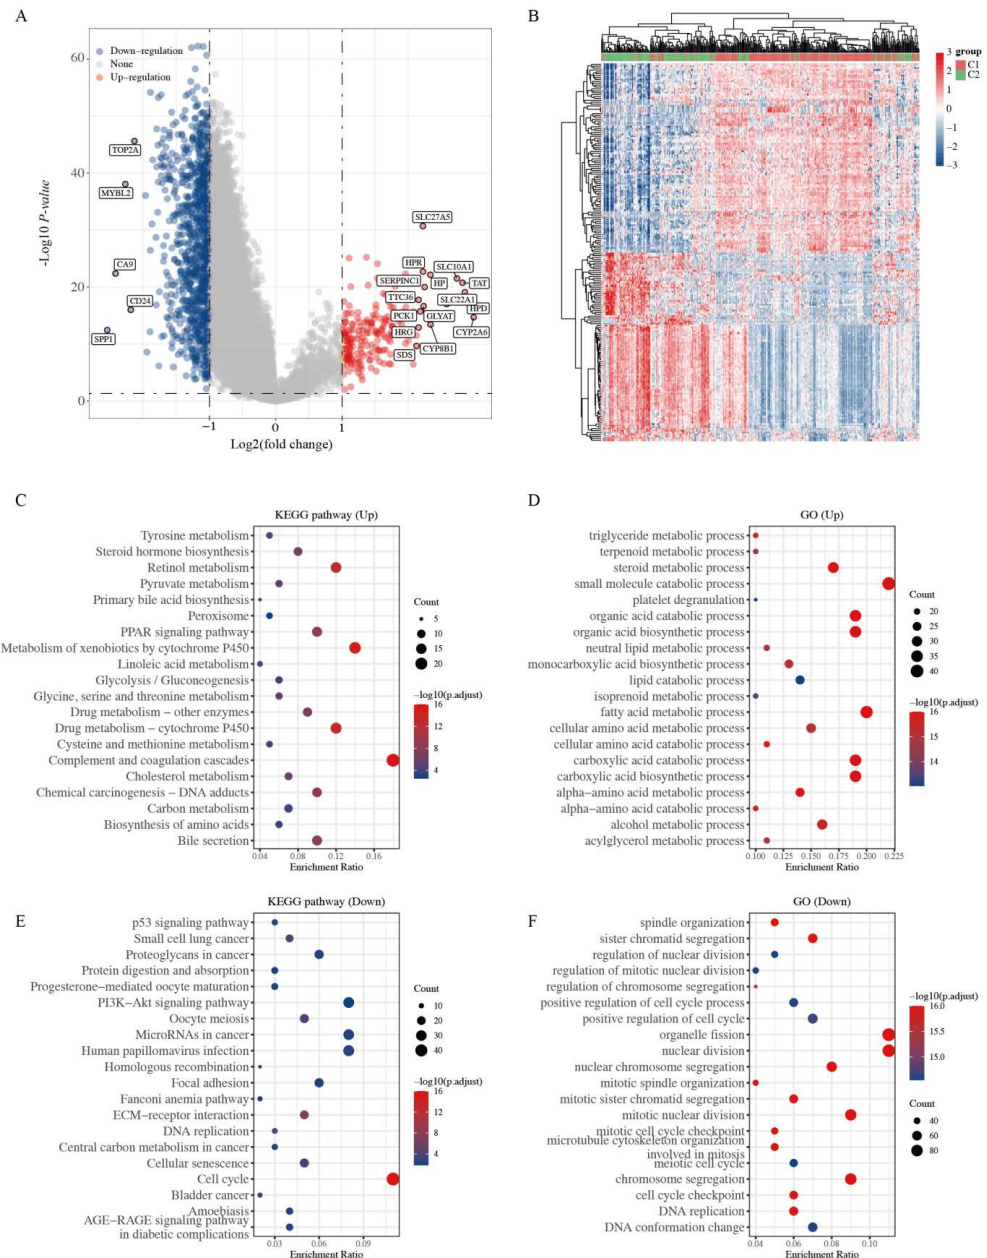 A
Down−regulation
None
Up−regulation
60
40
20
0
-Log10 P-value
TOP2A
MYBL2
CA9
CD24
SPP1
SLC27A5
HPR
SLC10A1
SERPINC1
HP
TAT
TTC36
SLC22A1
PCK1
GLYAT
HPD
HRG
CYP2A6
SDS
CYP8B1
−1
0
1
Log2(fold change)
B
3
2
1
0
−1
−2
−3
group
C1
C2
C
KEGG pathway (Up)
Tyrosine metabolism
Steroid hormone biosynthesis
Retinol metabolism
Pyruvate metabolism
Primary bile acid biosynthesis
Peroxisome
PPAR signaling pathway
Metabolism of xenobiotics by cytochrome P450
Linoleic acid metabolism
Glycolysis / Gluconeogenesis
Glycine, serine and threonine metabolism
Drug metabolism − other enzymes
Drug metabolism − cytochrome P450
Cysteine and methionine metabolism
Complement and coagulation cascades
Cholesterol metabolism
Chemical carcinogenesis − DNA adducts
Carbon metabolism
Biosynthesis of amino acids
Bile secretion
0.04 0.08 0.12 0.16
Enrichment Ratio
Count
5
10
15
20
−log10(p.adjust)
16
12
8
4
D
GO (Up)
triglyceride metabolic process
terpenoid metabolic process
steroid metabolic process
small molecule catabolic process
platelet degranulation
organic acid catabolic process
organic acid biosynthetic process
neutral lipid metabolic process
monocarboxylic acid biosynthetic process
lipid catabolic process
isoprenoid metabolic process
fatty acid metabolic process
cellular amino acid metabolic process
cellular amino acid catabolic process
carboxylic acid catabolic process
carboxylic acid biosynthetic process
alpha−amino acid metabolic process
alpha−amino acid catabolic process
alcohol metabolic process
acylglycerol metabolic process
0.100 0.125 0.150 0.175 0.200 0.225
Enrichment Ratio
Count
20
25
30
35
40
−log10(p.adjust)
16
15
14
E
KEGG pathway (Down)
p53 signaling pathway
Small cell lung cancer
Proteoglycans in cancer
Protein digestion and absorption
Progesterone−mediated oocyte maturation
PI3K−Akt signaling pathway
Oocyte meiosis
MicroRNAs in cancer
Human papillomavirus infection
Homologous recombination
Focal adhesion
Fanconi anemia pathway
ECM−receptor interaction
DNA replication
Central carbon metabolism in cancer
Cellular senescence
Cell cycle
Bladder cancer
Amoebiasis
AGE−RAGE signaling pathway
in diabetic complications
0.03 0.06 0.09
Enrichment Ratio
Count
10
20
30
40
−log10(p.adjust)
16
12
8
4
F
GO (Down)
spindle organization
sister chromatid segregation
regulation of nuclear division
regulation of mitotic nuclear division
regulation of chromosome segregation
positive regulation of cell cycle process
positive regulation of cell cycle
organelle fission
nuclear division
nuclear chromosome segregation
mitotic spindle organization
mitotic sister chromatid segregation
mitotic nuclear division
mitotic cell cycle checkpoint
microtubule cytoskeleton organization
involved in mitosis
meiotic cell cycle
chromosome segregation
cell cycle checkpoint
DNA replication
DNA conformation change
0.04 0.06 0.08 0.10
Enrichment Ratio
−log10(p.adjust)
16.0
15.5
15.0
Count
40
60
80